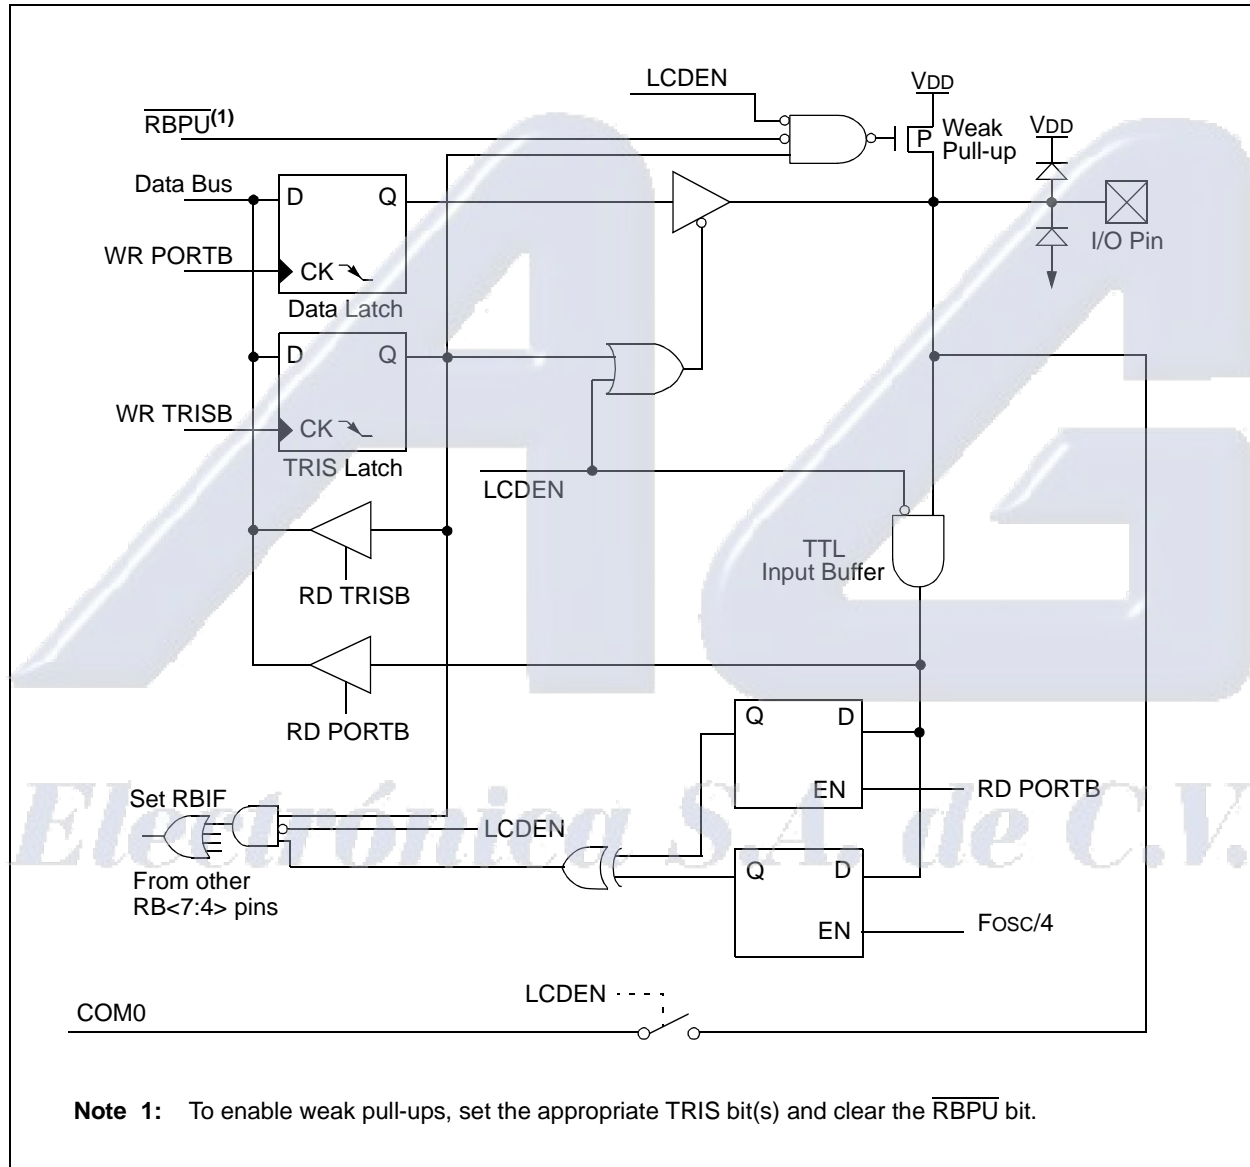 LCDEN
VDD
RBPU(1)
P
Weak
Pull-up
VDD
Data Bus
D
Q
I/O Pin
WR PORTB
CK
Data Latch
D
Q
WR TRISB
CK
TRIS Latch
LCDEN
TTL
Input Buffer
RD TRISB
RD PORTB
Q
D
EN
RD PORTB
Set RBIF
LCDEN
From other
RB<7:4> pins
Q
D
EN
FOSC/4
LCDEN
COM0
AG
Electrónica S.A. de C.V.
Note 1: To enable weak pull-ups, set the appropriate TRIS bit(s) and clear the RBPU bit.